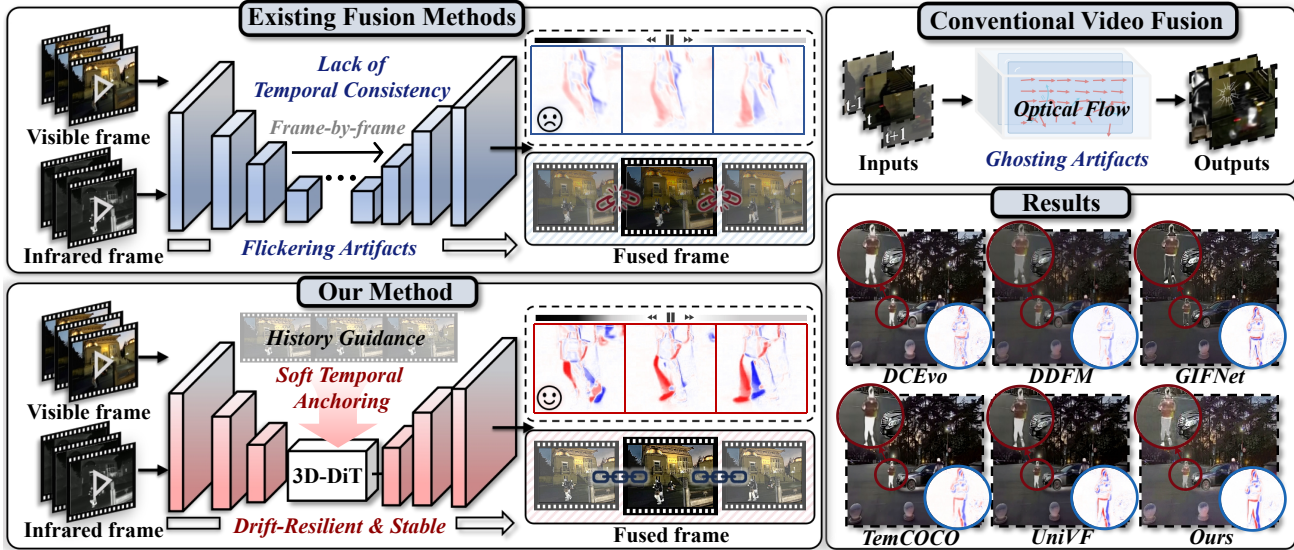 Existing Fusion Methods
Visible frame
Infrared frame
Lack of
Temporal Consistency
Frame-by-frame
Flickering Artifacts
Fused frame
Our Method
Visible frame
Infrared frame
History Guidance
Soft Temporal
Anchoring
3D-DiT
Drift-Resilient & Stable
Fused frame
Conventional Video Fusion
t-1
t
t+1
Inputs
Optical Flow
Ghosting Artifacts
Outputs
Results
DCEvo
DDFM
GIFNet
TemCOCO
UniVF
Ours